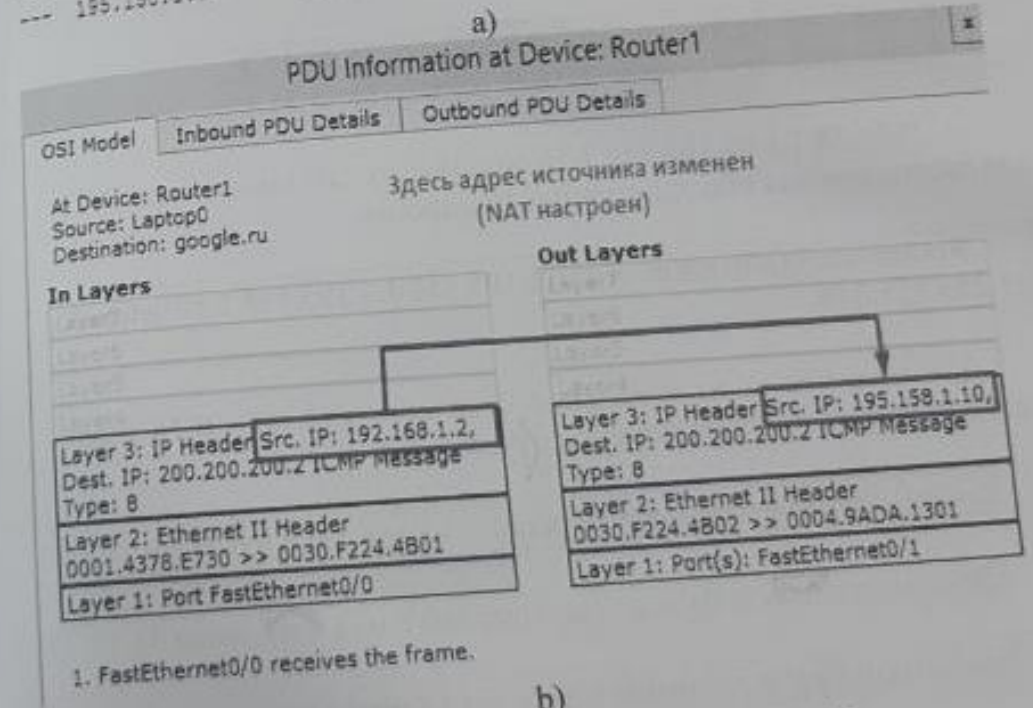 a)
PDU Information at Device: Router1
x
OSI Model
Inbound PDU Details
Outbound PDU Details
At Device: Router1
Source: Laptop0
Destination: google.ru
Здесь адрес источника изменен
(NAT настроен)
In Layers
Layer 3: IP Header Src. IP: 192.168.1.2,
Dest. IP: 200.200.200.2 ICMP Message
Type: 8
Layer 2: Ethernet II Header
0001.4378.E730 >> 0030.F224.4B01
Layer 1: Port FastEthernet0/0
Out Layers
Layer 3: IP Header Src. IP: 195.158.1.10,
Dest. IP: 200.200.200.2 ICMP Message
Type: 8
Layer 2: Ethernet II Header
0030.F224.4B02 >> 0004.9ADA.1301
Layer 1: Port(s): FastEthernet0/1
1. FastEthernet0/0 receives the frame.
b)